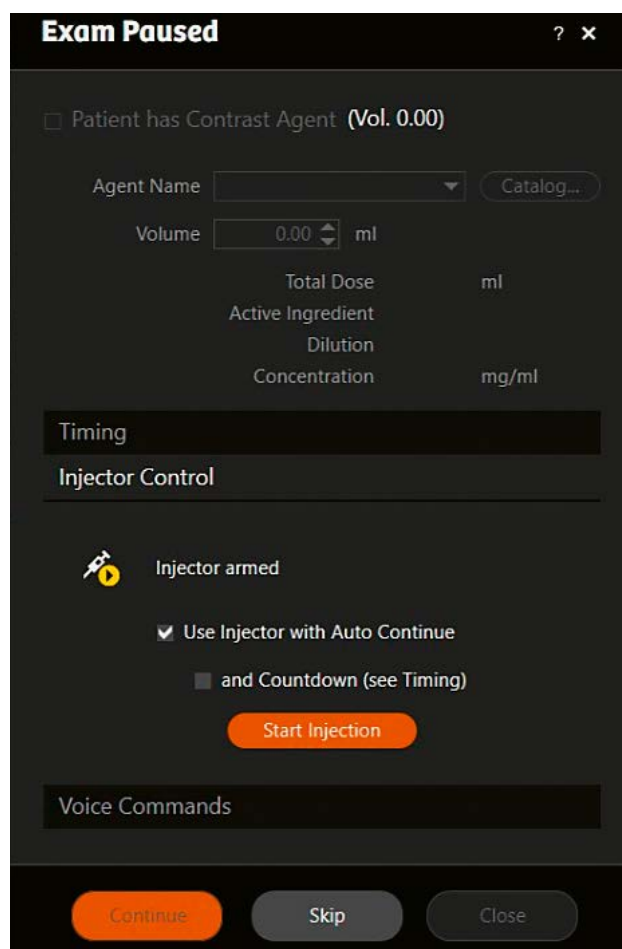 Exam Paused ? ×
Patient has Contrast Agent (Vol. 0.00)
Agent Name Catalog...
Volume 0.00 ml
Total Dose ml
Active Ingredient
Dilution
Concentration mg/ml
Timing
Injector Control
Injector armed
Use Injector with Auto Continue
and Countdown (see Timing)
Start Injection
Voice Commands
Continue Skip Close